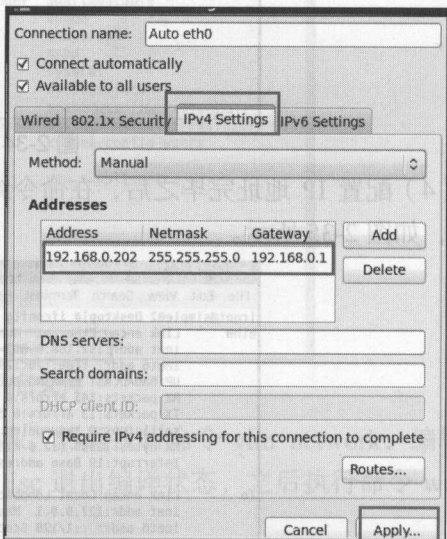 Connection name: Auto eth0
Connect automatically
Available to all users
Wired 802.1x Security IPv4 Settings IPv6 Settings
Method: Manual
Addresses
Address Netmask Gateway
192.168.0.202 255.255.255.0 192.168.0.1
Add
Delete
DNS servers:
Search domains:
DHCP client ID:
Require IPv4 addressing for this connection to complete
Routes...
Cancel Apply...